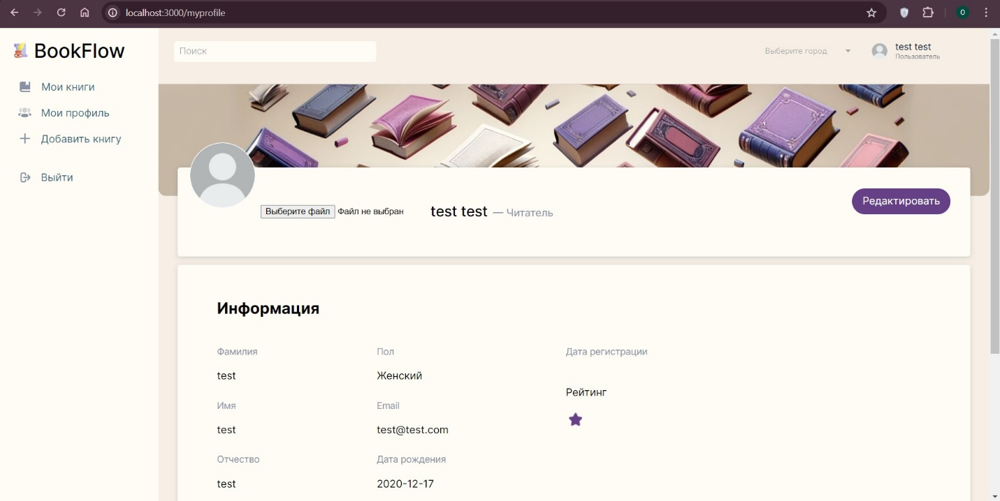 localhost:3000/myprofile
O
BookFlow
Поиск
Выберите город
test test
Пользователь
Мои книги
Мои профиль
Добавить книгу
Выйти
Выберите файл Файл не выбран
test test — Читатель
Редактировать
Информация
Фамилия Пол Дата регистрации
test Женский
Рейтинг
Имя Email
test test@test.com
Отчество Дата рождения
test 2020-12-17